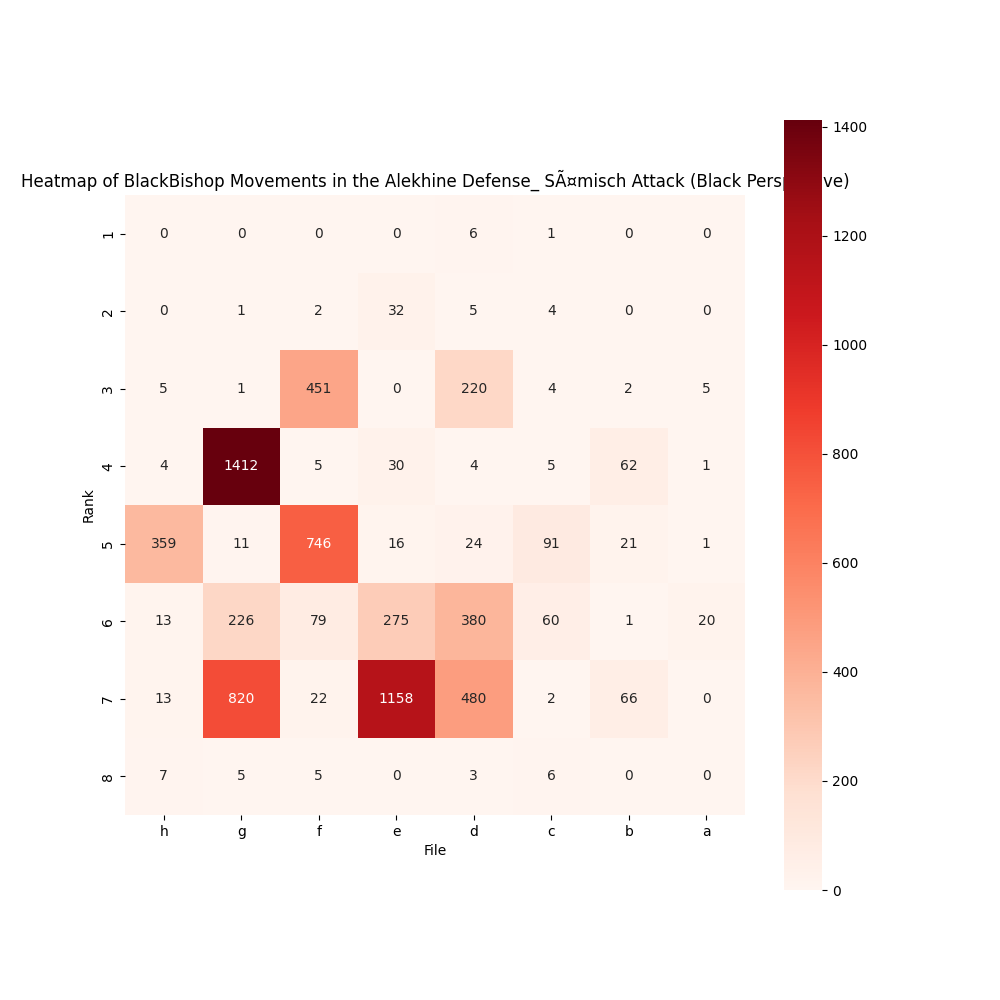 Heatmap of BlackBishop Movements in the Alekhine Defense_ SÃ¤misch Attack (Black Perspective)
1 0 0 0 0 6 1 0 0
2 0 1 2 32 5 4 0 0
3 5 1 451 0 220 4 2 5
4 4 1412 5 30 4 5 62 1
5 359 11 746 16 24 91 21 1
6 13 226 79 275 380 60 1 20
7 13 820 22 1158 480 2 66 0
8 7 5 5 0 3 6 0 0
h g f e d c b a
File
Rank
1400
1200
1000
800
600
400
200
0